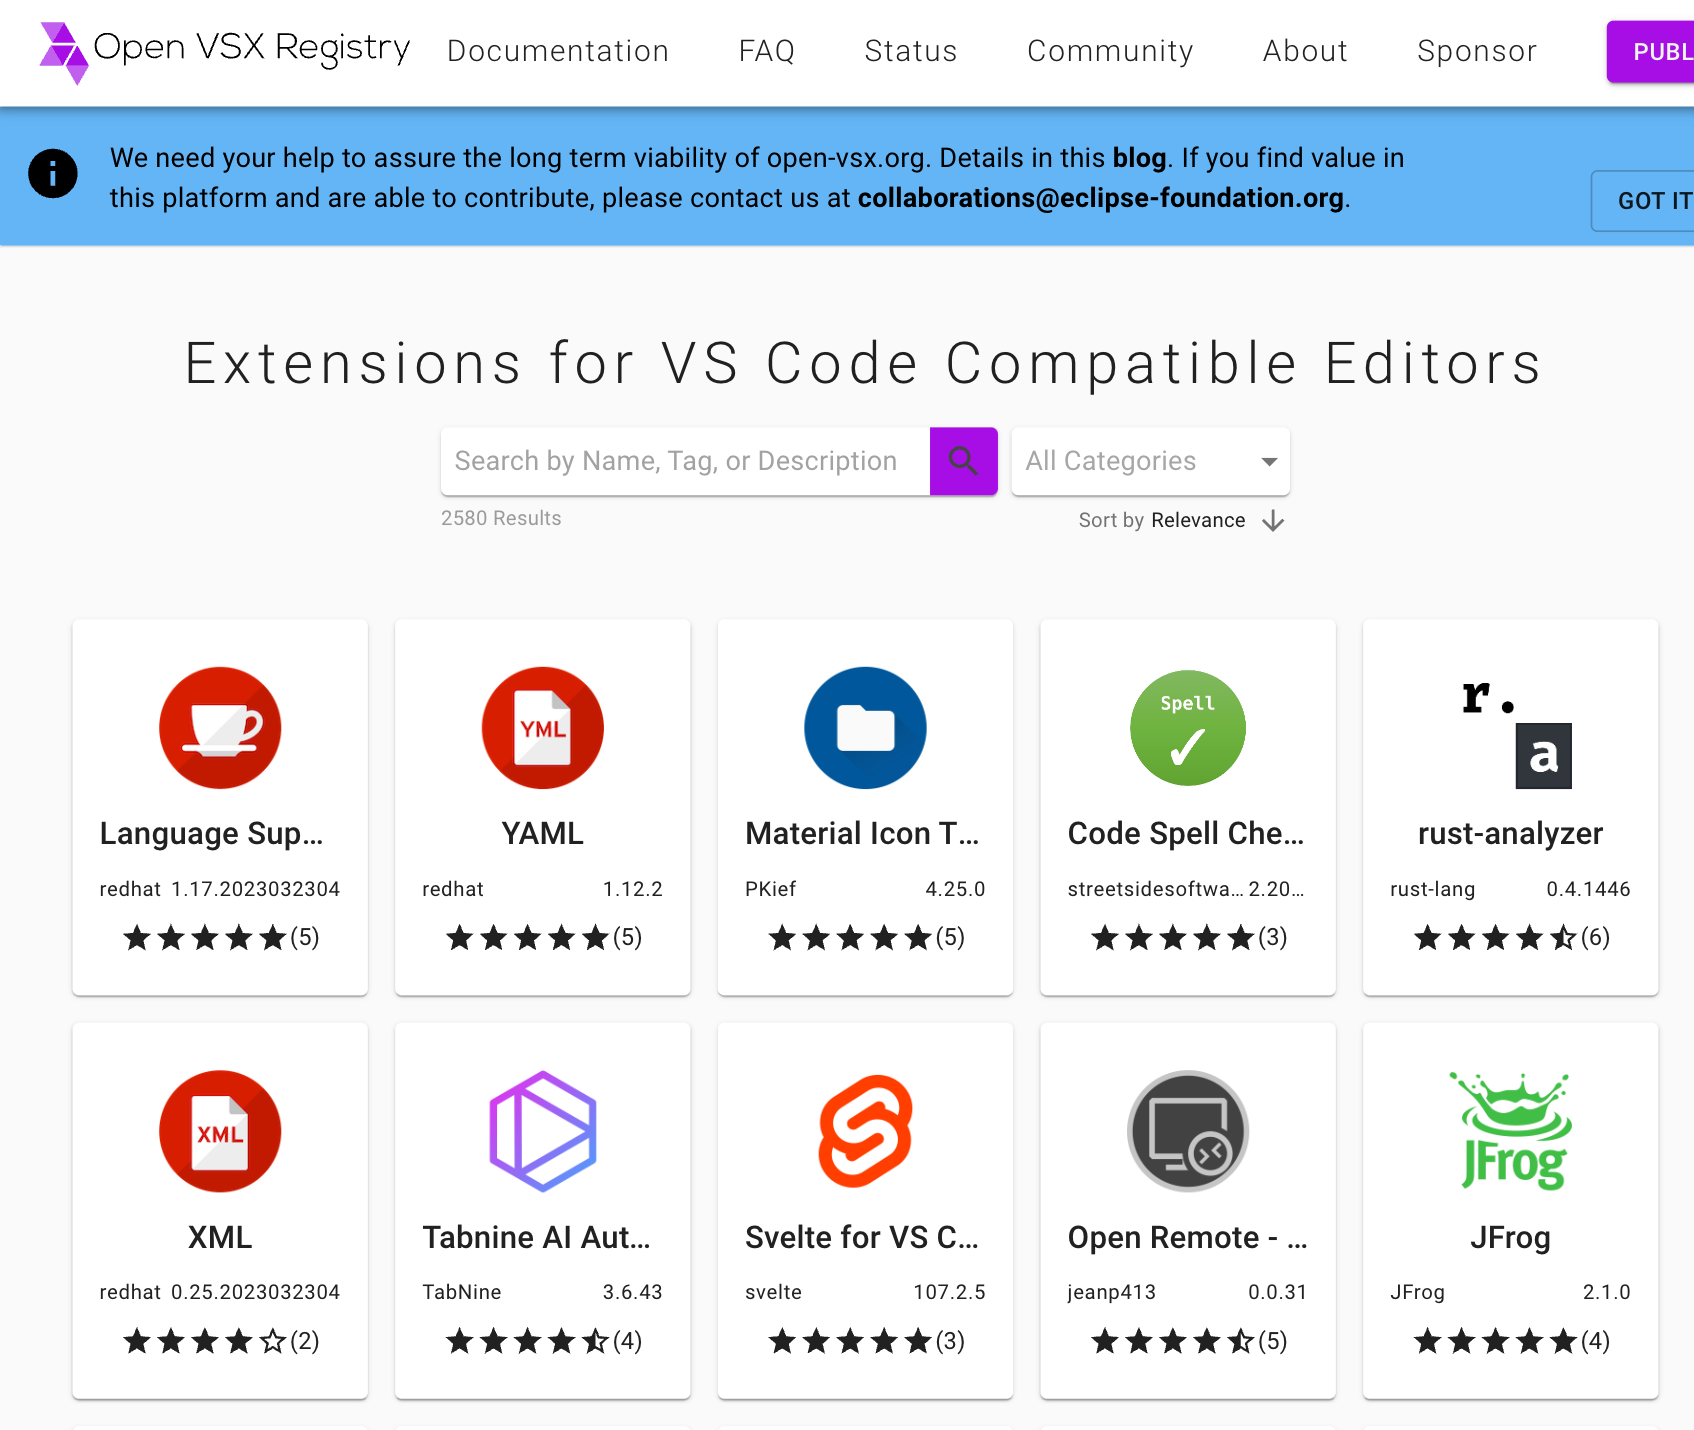 Open VSX Registry Documentation FAQ Status Community About Sponsor PUBL
We need your help to assure the long term viability of open-vsx.org. Details in this blog. If you find value in
this platform and are able to contribute, please contact us at collaborations@eclipse-foundation.org.
GOT IT
Extensions for VS Code Compatible Editors
Search by Name, Tag, or Description
All Categories
2580 Results
Sort by Relevance
YML
Spell
r.
a
Language Sup... YAML Material Icon T... Code Spell Che... rust-analyzer
redhat 1.17.2023032304 redhat 1.12.2 PKief 4.25.0 streetsidesoftwa... 2.20... rust-lang 0.4.1446
(5) (5) (5) (3) (6)
XML
JFrog
XML Tabnine AI Aut... Svelte for VS C... Open Remote - ... JFrog
redhat 0.25.2023032304 TabNine 3.6.43 svelte 107.2.5 jeanp413 0.0.31 JFrog 2.1.0
(2) (4) (3) (5) (4)